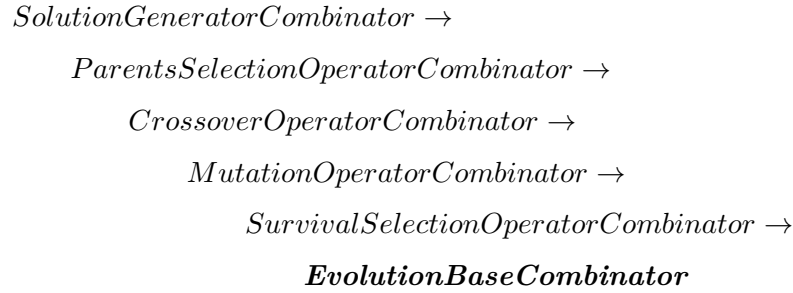 SolutionGeneratorCombinator →
ParentsSelectionOperatorCombinator →
CrossoverOperatorCombinator →
MutationOperatorCombinator →
SurvivalSelectionOperatorCombinator →
EvolutionBaseCombinator